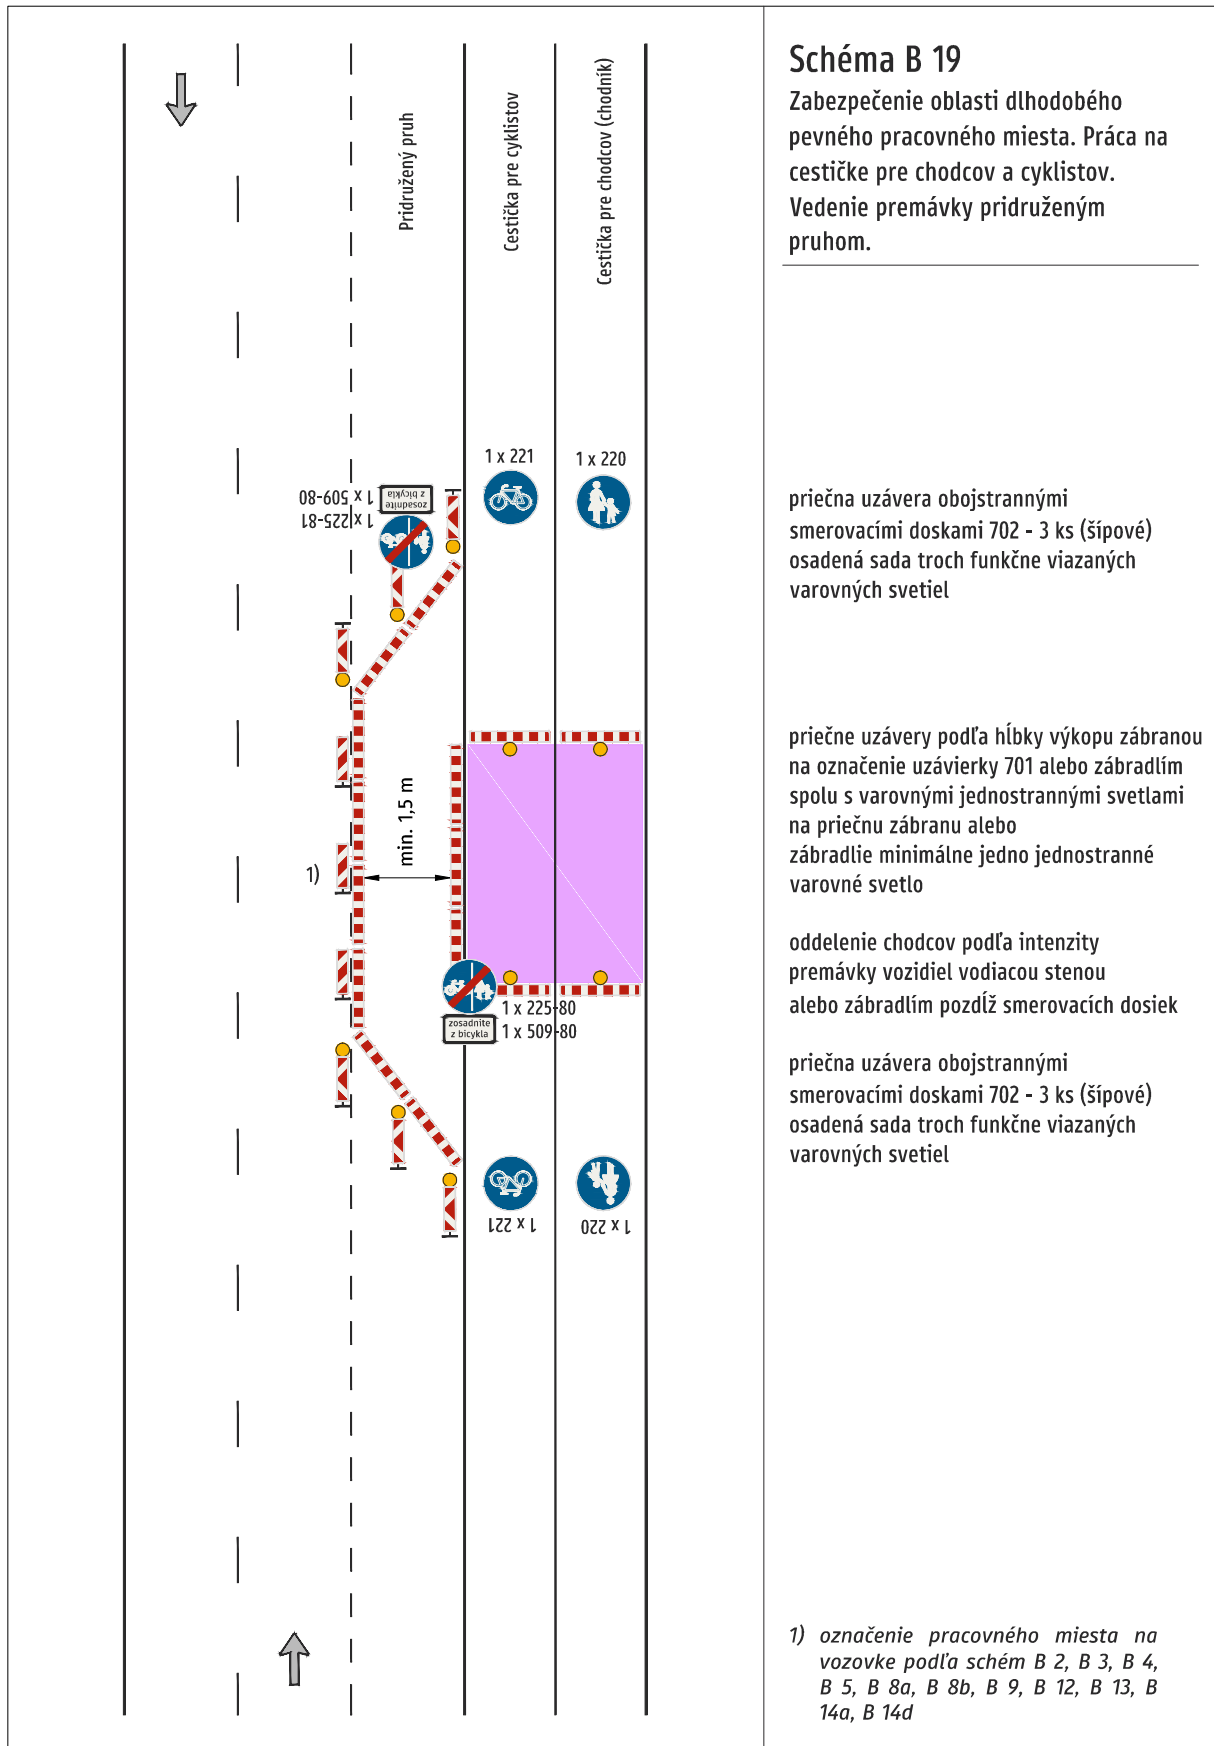 Schéma B 19
Zabezpečenie oblasti dlhodobého
pevného pracovného miesta. Práca na
cestičke pre chodcov a cyklistov.
Vedenie premávky pridruženým
pruhom.
Pridružený pruh
Cestička pre cyklistov
Cestička pre chodcov (chodník)
1 x 221
1 x 220
zosadnite
z bicykla
1 x 509-80
1 x 225-81
priečna uzávera obojstrannými
smerovacími doskami 702 - 3 ks (šípové)
osadená sada troch funkčne viazaných
varovných svetiel
priečne uzávery podľa hĺbky výkopu zábranou
na označenie uzávierky 701 alebo zábradlím
spolu s varovnými jednostrannými svetlami
na priečnu zábranu alebo
zábradlie minimálne jedno jednostranné
varovné svetlo
min. 1,5 m
1)
oddelenie chodcov podľa intenzity
premávky vozidiel vodiacou stenou
alebo zábradlím pozdĺž smerovacích dosiek
1 x 225-80
zosadnite
z bicykla
1 x 509-80
priečna uzávera obojstrannými
smerovacími doskami 702 - 3 ks (šípové)
osadená sada troch funkčne viazaných
varovných svetiel
1 x 221
1 x 220
1) označenie pracovného miesta na
vozovke podľa schém B 2, B 3, B 4,
B 5, B 8a, B 8b, B 9, B 12, B 13, B
14a, B 14d